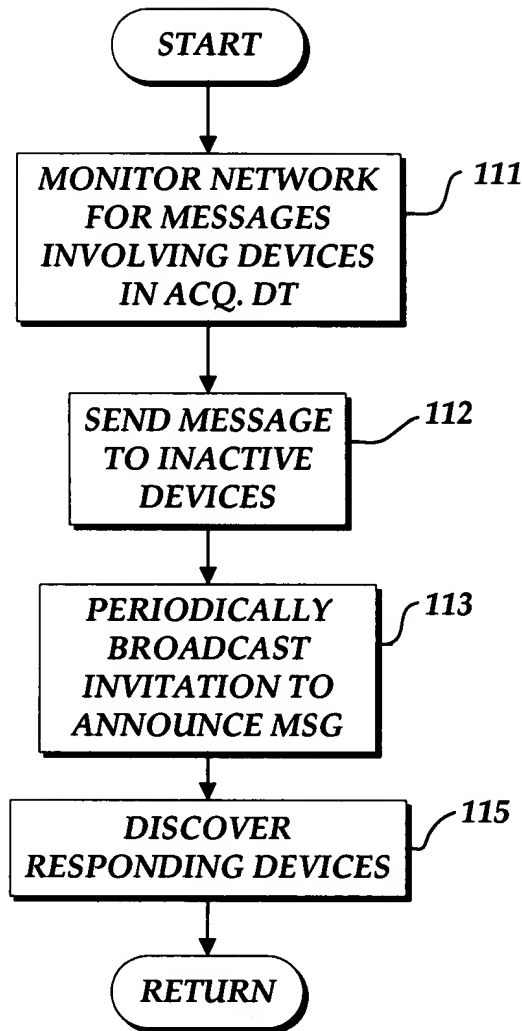 START
MONITOR NETWORK
FOR MESSAGES
INVOLVING DEVICES
IN ACQ. DT
111
SEND MESSAGE
TO INACTIVE
DEVICES
112
PERIODICALLY
BROADCAST
INVITATION TO
ANNOUNCE MSG
113
DISCOVER
RESPONDING DEVICES
115
RETURN